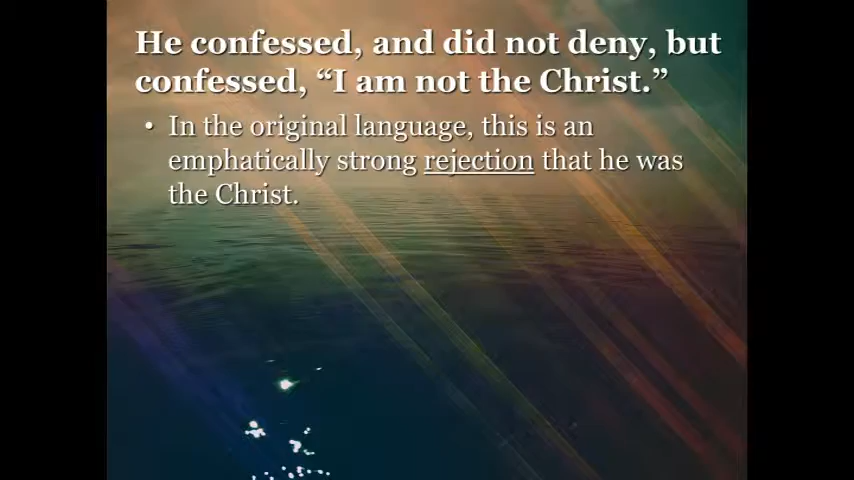 He confessed, and did not deny, but
confessed, “I am not the Christ.”
• In the original language, this is an
emphatically strong rejection that he was
the Christ.